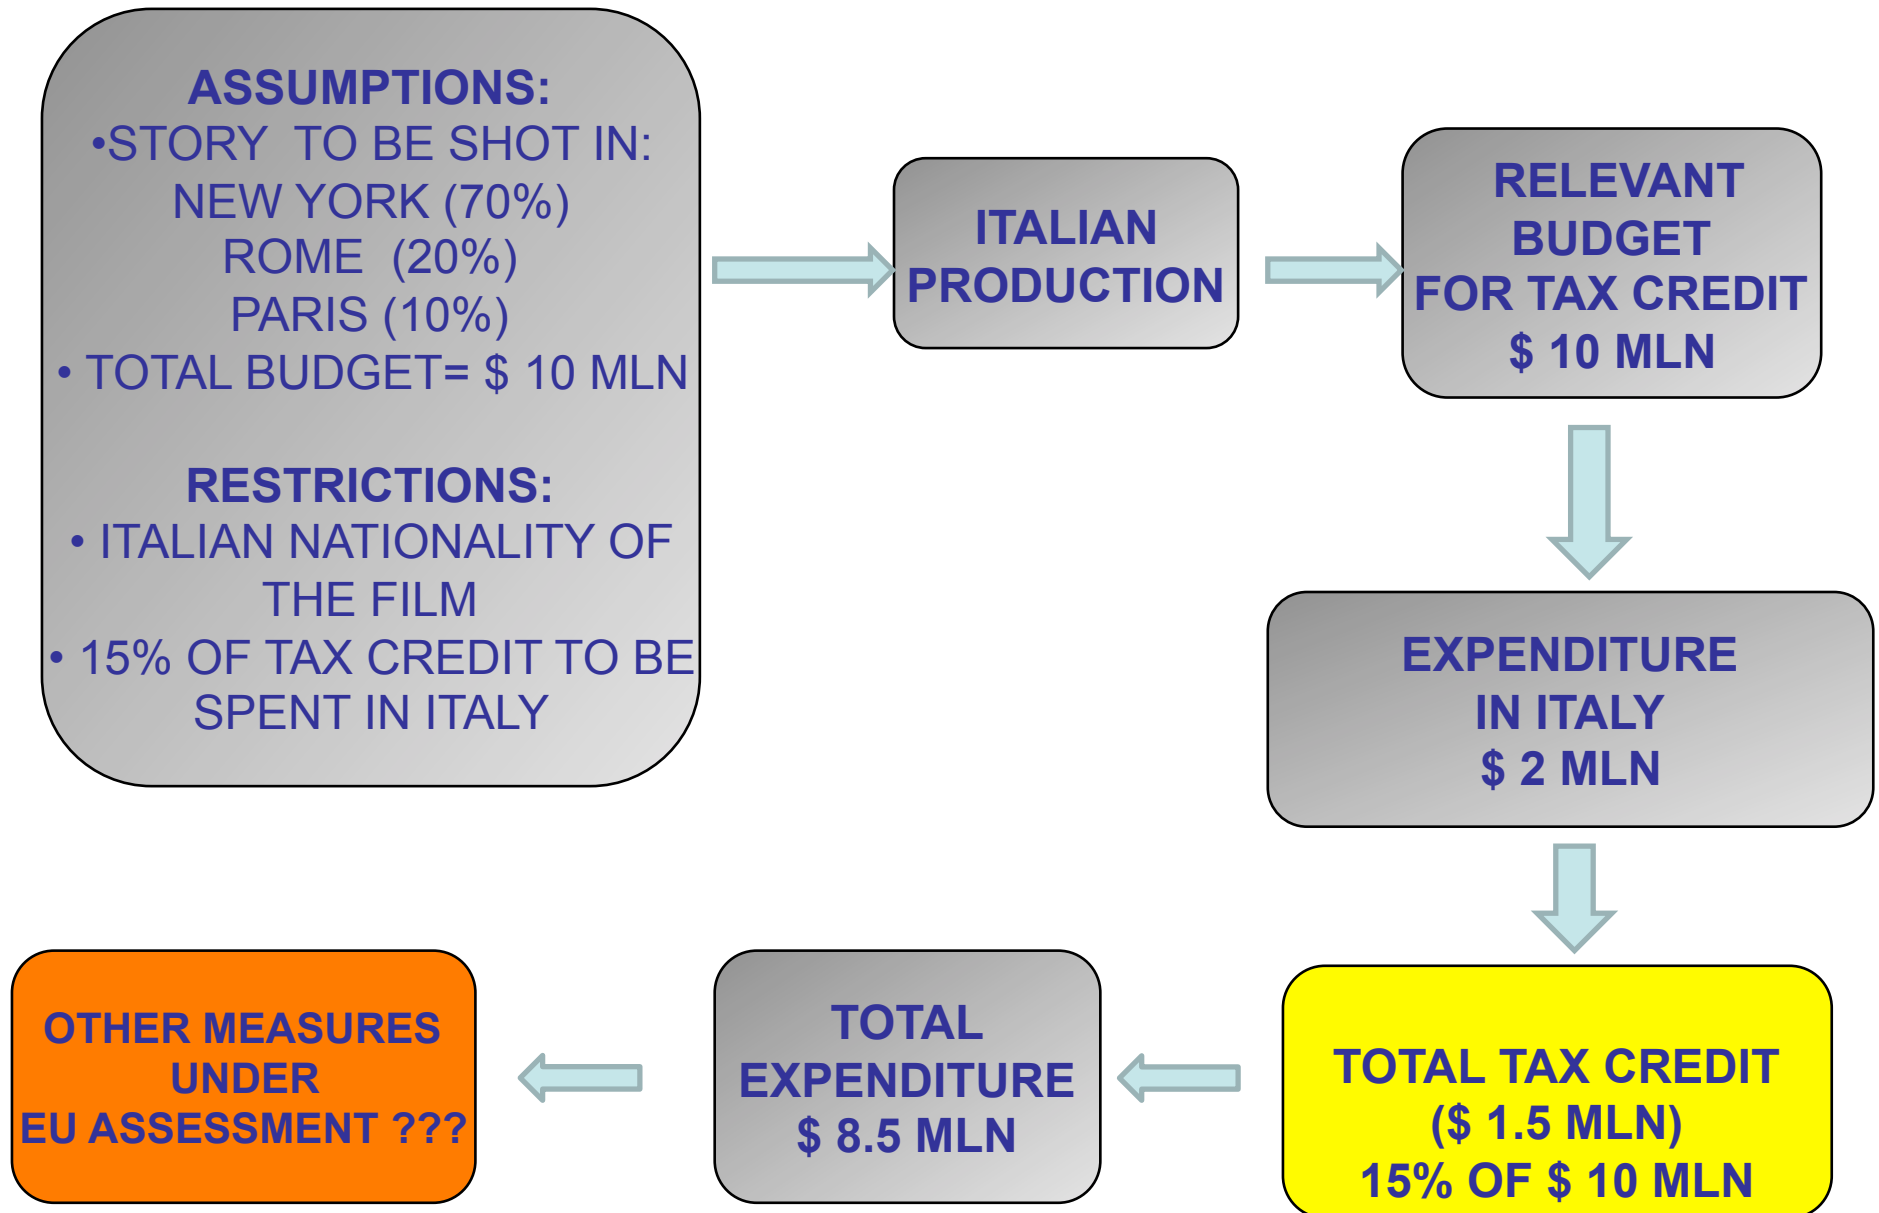 ASSUMPTIONS:
•STORY TO BE SHOT IN:
NEW YORK (70%)
ROME (20%)
PARIS (10%)
• TOTAL BUDGET= $ 10 MLN
RESTRICTIONS:
• ITALIAN NATIONALITY OF
THE FILM
• 15% OF TAX CREDIT TO BE
SPENT IN ITALY
ITALIAN
PRODUCTION
RELEVANT
BUDGET
FOR TAX CREDIT
$ 10 MLN
EXPENDITURE
IN ITALY
$ 2 MLN
TOTAL TAX CREDIT
($ 1.5 MLN)
15% OF $ 10 MLN
TOTAL
EXPENDITURE
$ 8.5 MLN
OTHER MEASURES
UNDER
EU ASSESSMENT ???